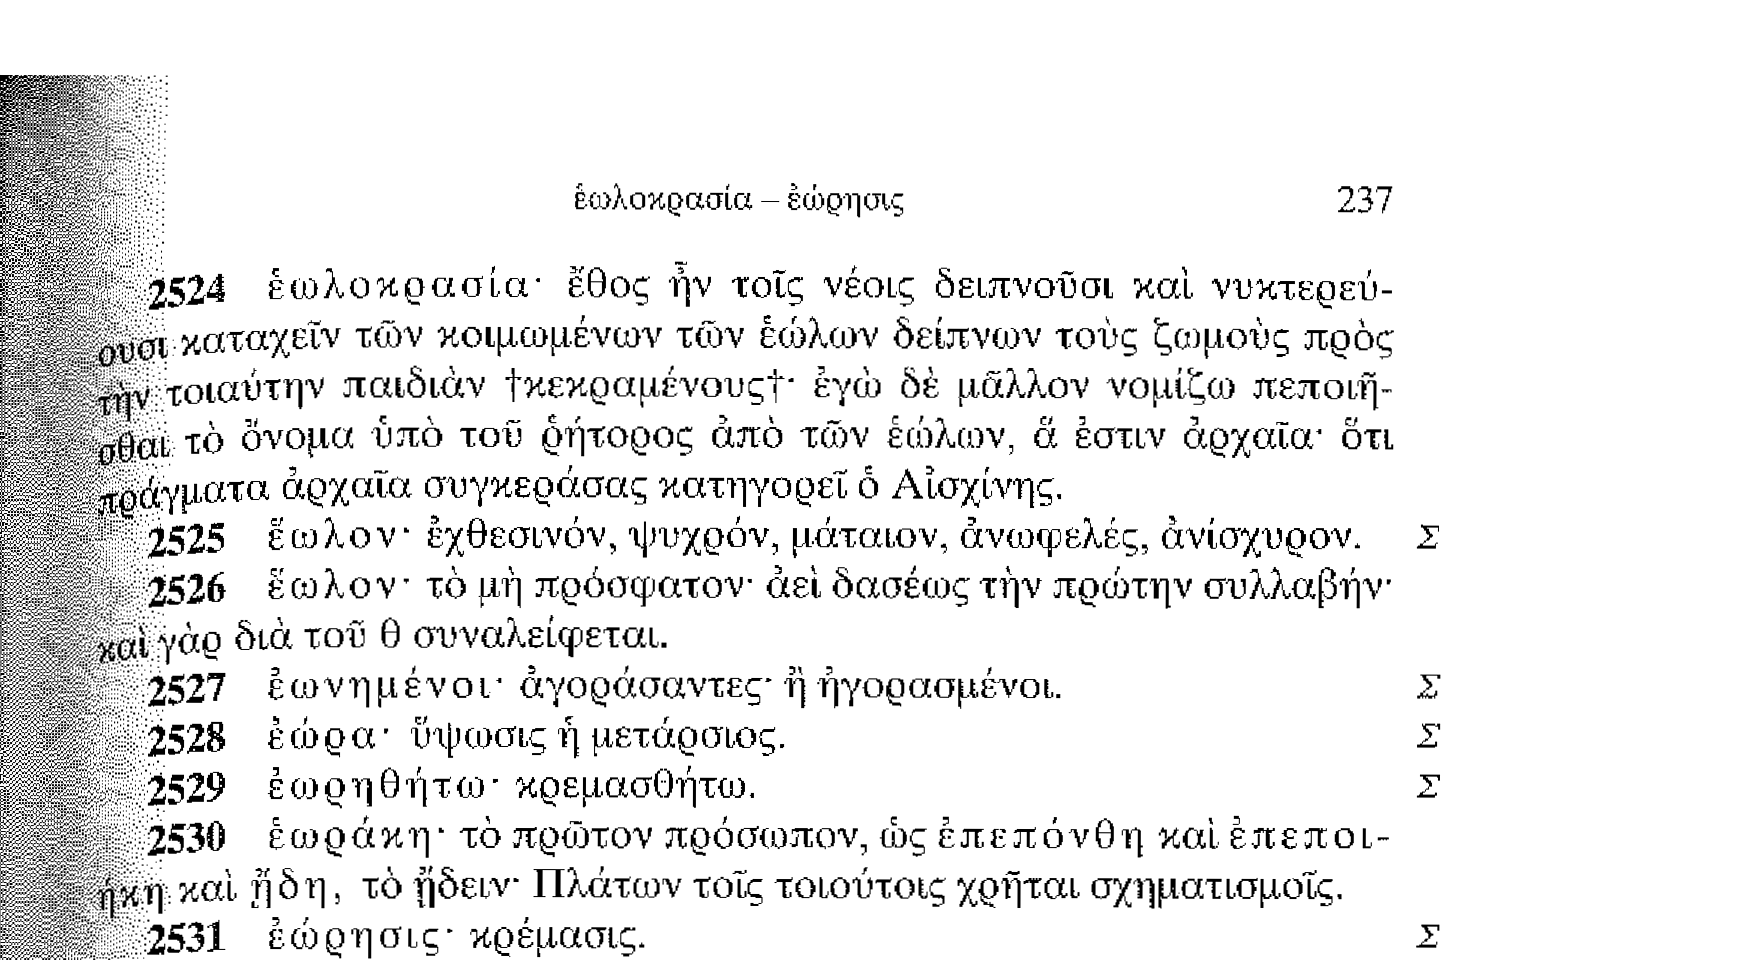 ἑωλοκρασία – ἐώρησις 237
2524 ἑωλοκρασία· ἔθος ἦν τοῖς νέοις δειπνοῦσι καὶ νυκτερεύ-
ουσι καταχεῖν τῶν κοιμωμένων τῶν ἑώλων δείπνων τοὺς ζωμοὺς πρὸς
τὴν τοιαύτην παιδιὰν †κεκραμένους†· ἐγὼ δὲ μᾶλλον νομίζω πεποιῆ-
σθαι τὸ ὄνομα ὑπὸ τοῦ ῥήτορος ἀπὸ τῶν ἑώλων, ἅ ἐστιν ἀρχαῖα· ὅτι
πράγματα ἀρχαῖα συγκεράσας κατηγορεῖ ὁ Αἰσχίνης.
2525 ἕωλον· ἐχθεσινόν, ψυχρόν, μάταιον, ἀνωφελές, ἀνίσχυρον. Σ
2526 ἕωλον· τὸ μὴ πρόσφατον· ἀεὶ δασέως τὴν πρώτην συλλαβήν·
καὶ γὰρ διὰ τοῦ θ συναλείφεται.
2527 ἐωνημένοι· ἀγοράσαντες· ἢ ἠγορασμένοι. Σ
2528 ἐώρα· ὕψωσις ἡ μετάρσιος. Σ
2529 ἐωρηθήτω· κρεμασθήτω. Σ
2530 ἑωράκη· τὸ πρῶτον πρόσωπον, ὡς ἐπεπόνθη καὶ ἐπεποι-
ήκη καὶ ᾔδη, τὸ ᾔδειν· Πλάτων τοῖς τοιούτοις χρῆται σχηματισμοῖς.
2531 ἐώρησις· κρέμασις. Σ